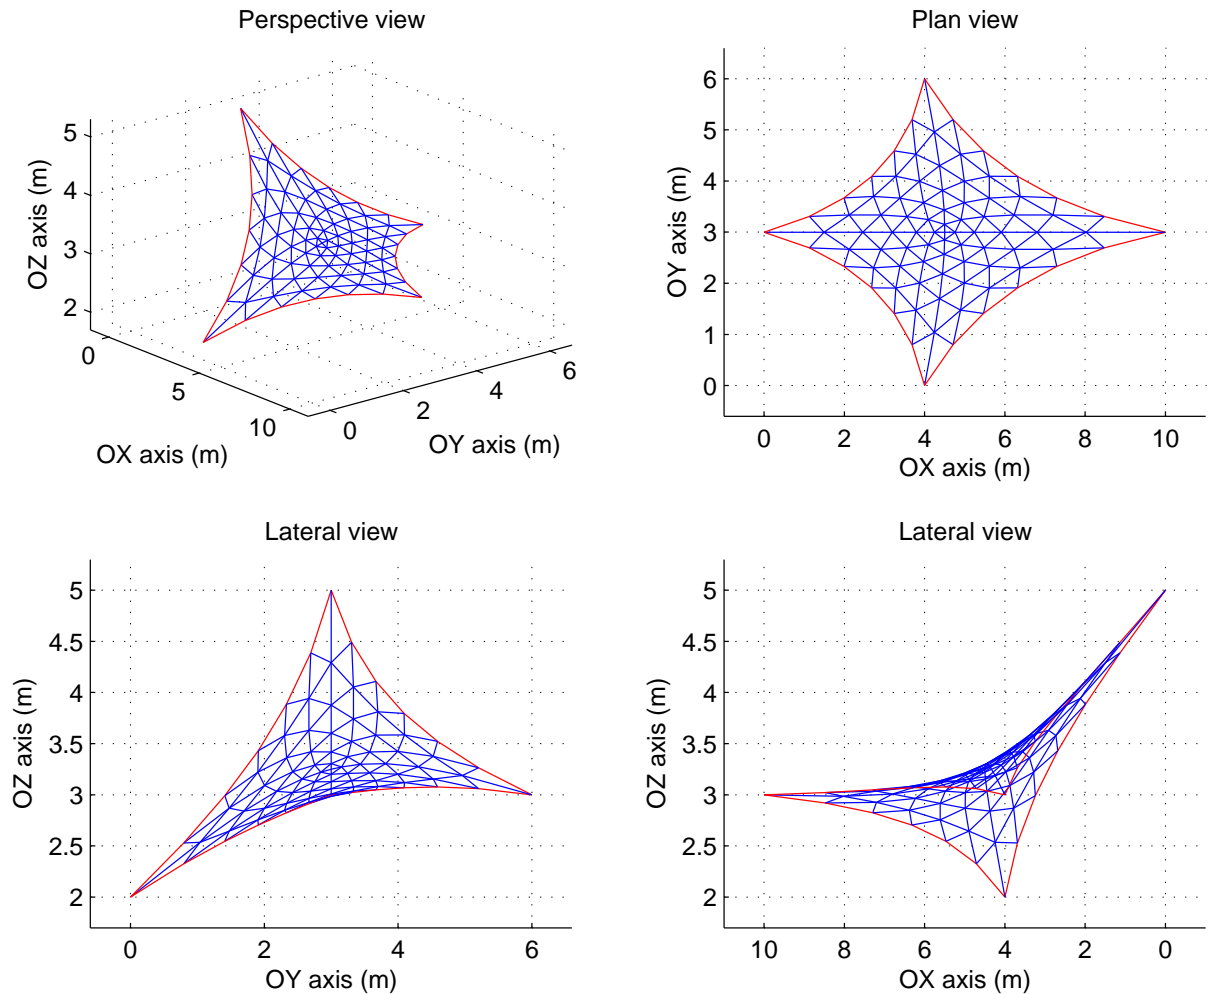 Perspective view
5
4
3
2
OZ axis (m)
0
5
10
OX axis (m)
0
2
4
6
OY axis (m)
Plan view
6
5
4
3
2
1
0
OY axis (m)
0 2 4 6 8 10
OX axis (m)
Lateral view
5
4.5
4
3.5
3
2.5
2
OZ axis (m)
0 2 4 6
OY axis (m)
Lateral view
5
4.5
4
3.5
3
2.5
2
OZ axis (m)
10 8 6 4 2 0
OX axis (m)